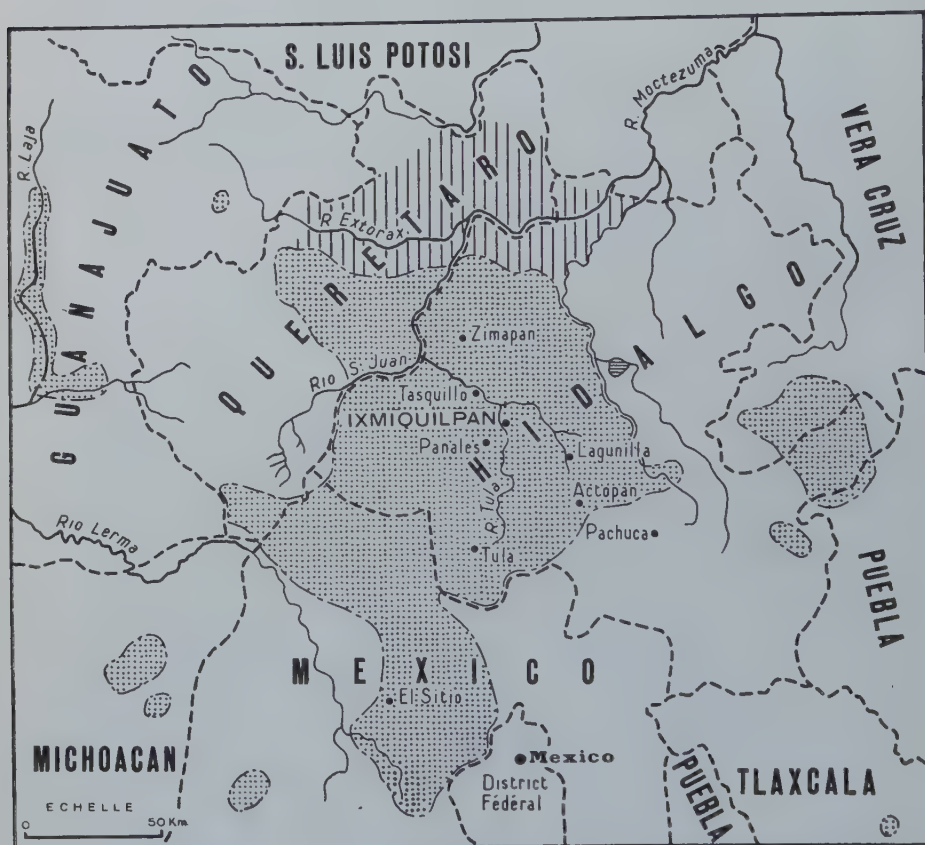 S. LUIS POTOSI
R. Moctezuma
VERA CRUZ
GUANAJUATO
R. Laja
QUERETARO
R. Extorax
HIDALGO
Zimapan
Rio S. Juan
Tasquillo
IXMIQUILPAN
Panales
Lagunilla
R. Tula
Actopan
Pachuca
Tula
Rio Lerma
PUEBLA
MEXICO
El Sitio
MICHOACAN
Mexico
District
Fédéral
PUEBLA
TLAXCALA
ECHELLE
0 50 Km